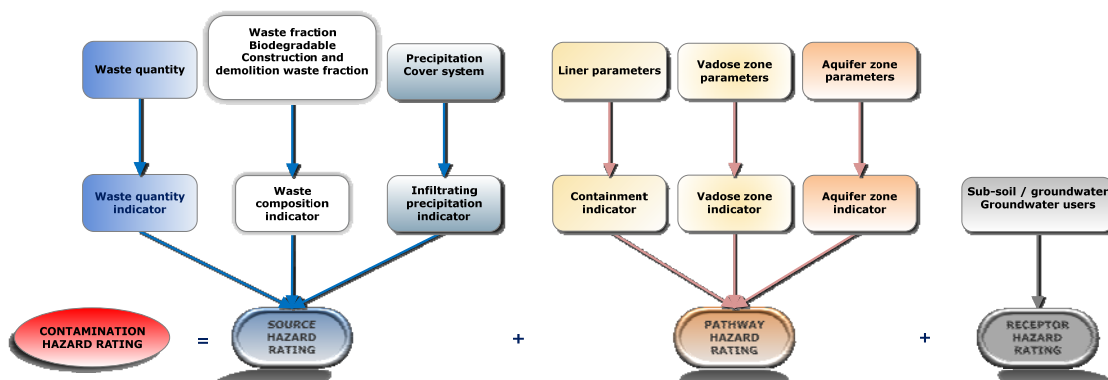 Waste quantity
Waste fraction
Biodegradable
Construction and
demolition waste fraction
Precipitation
Cover system
Liner parameters
Vadose zone
parameters
Aquifer zone
parameters
Waste quantity
indicator
Waste
composition
indicator
Infiltrating
precipitation
indicator
Containment
indicator
Vadose zone
indicator
Aquifer zone
indicator
Sub-soil / groundwater
Groundwater users
CONTAMINATION
HAZARD RATING
=
SOURCE
HAZARD
RATING
+
PATHWAY
HAZARD
RATING
+
RECEPTOR
HAZARD
RATING